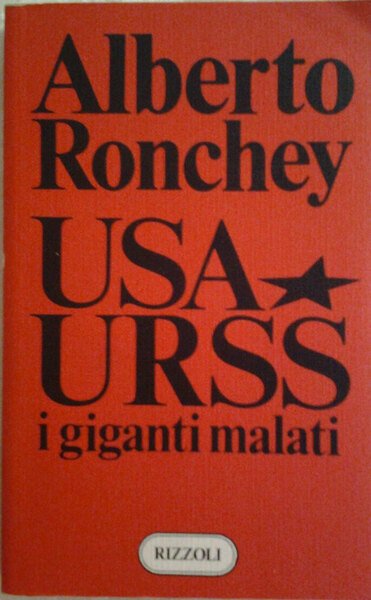 Alberto
Ronchey
USA
URSS
i giganti malati
RIZZOLI